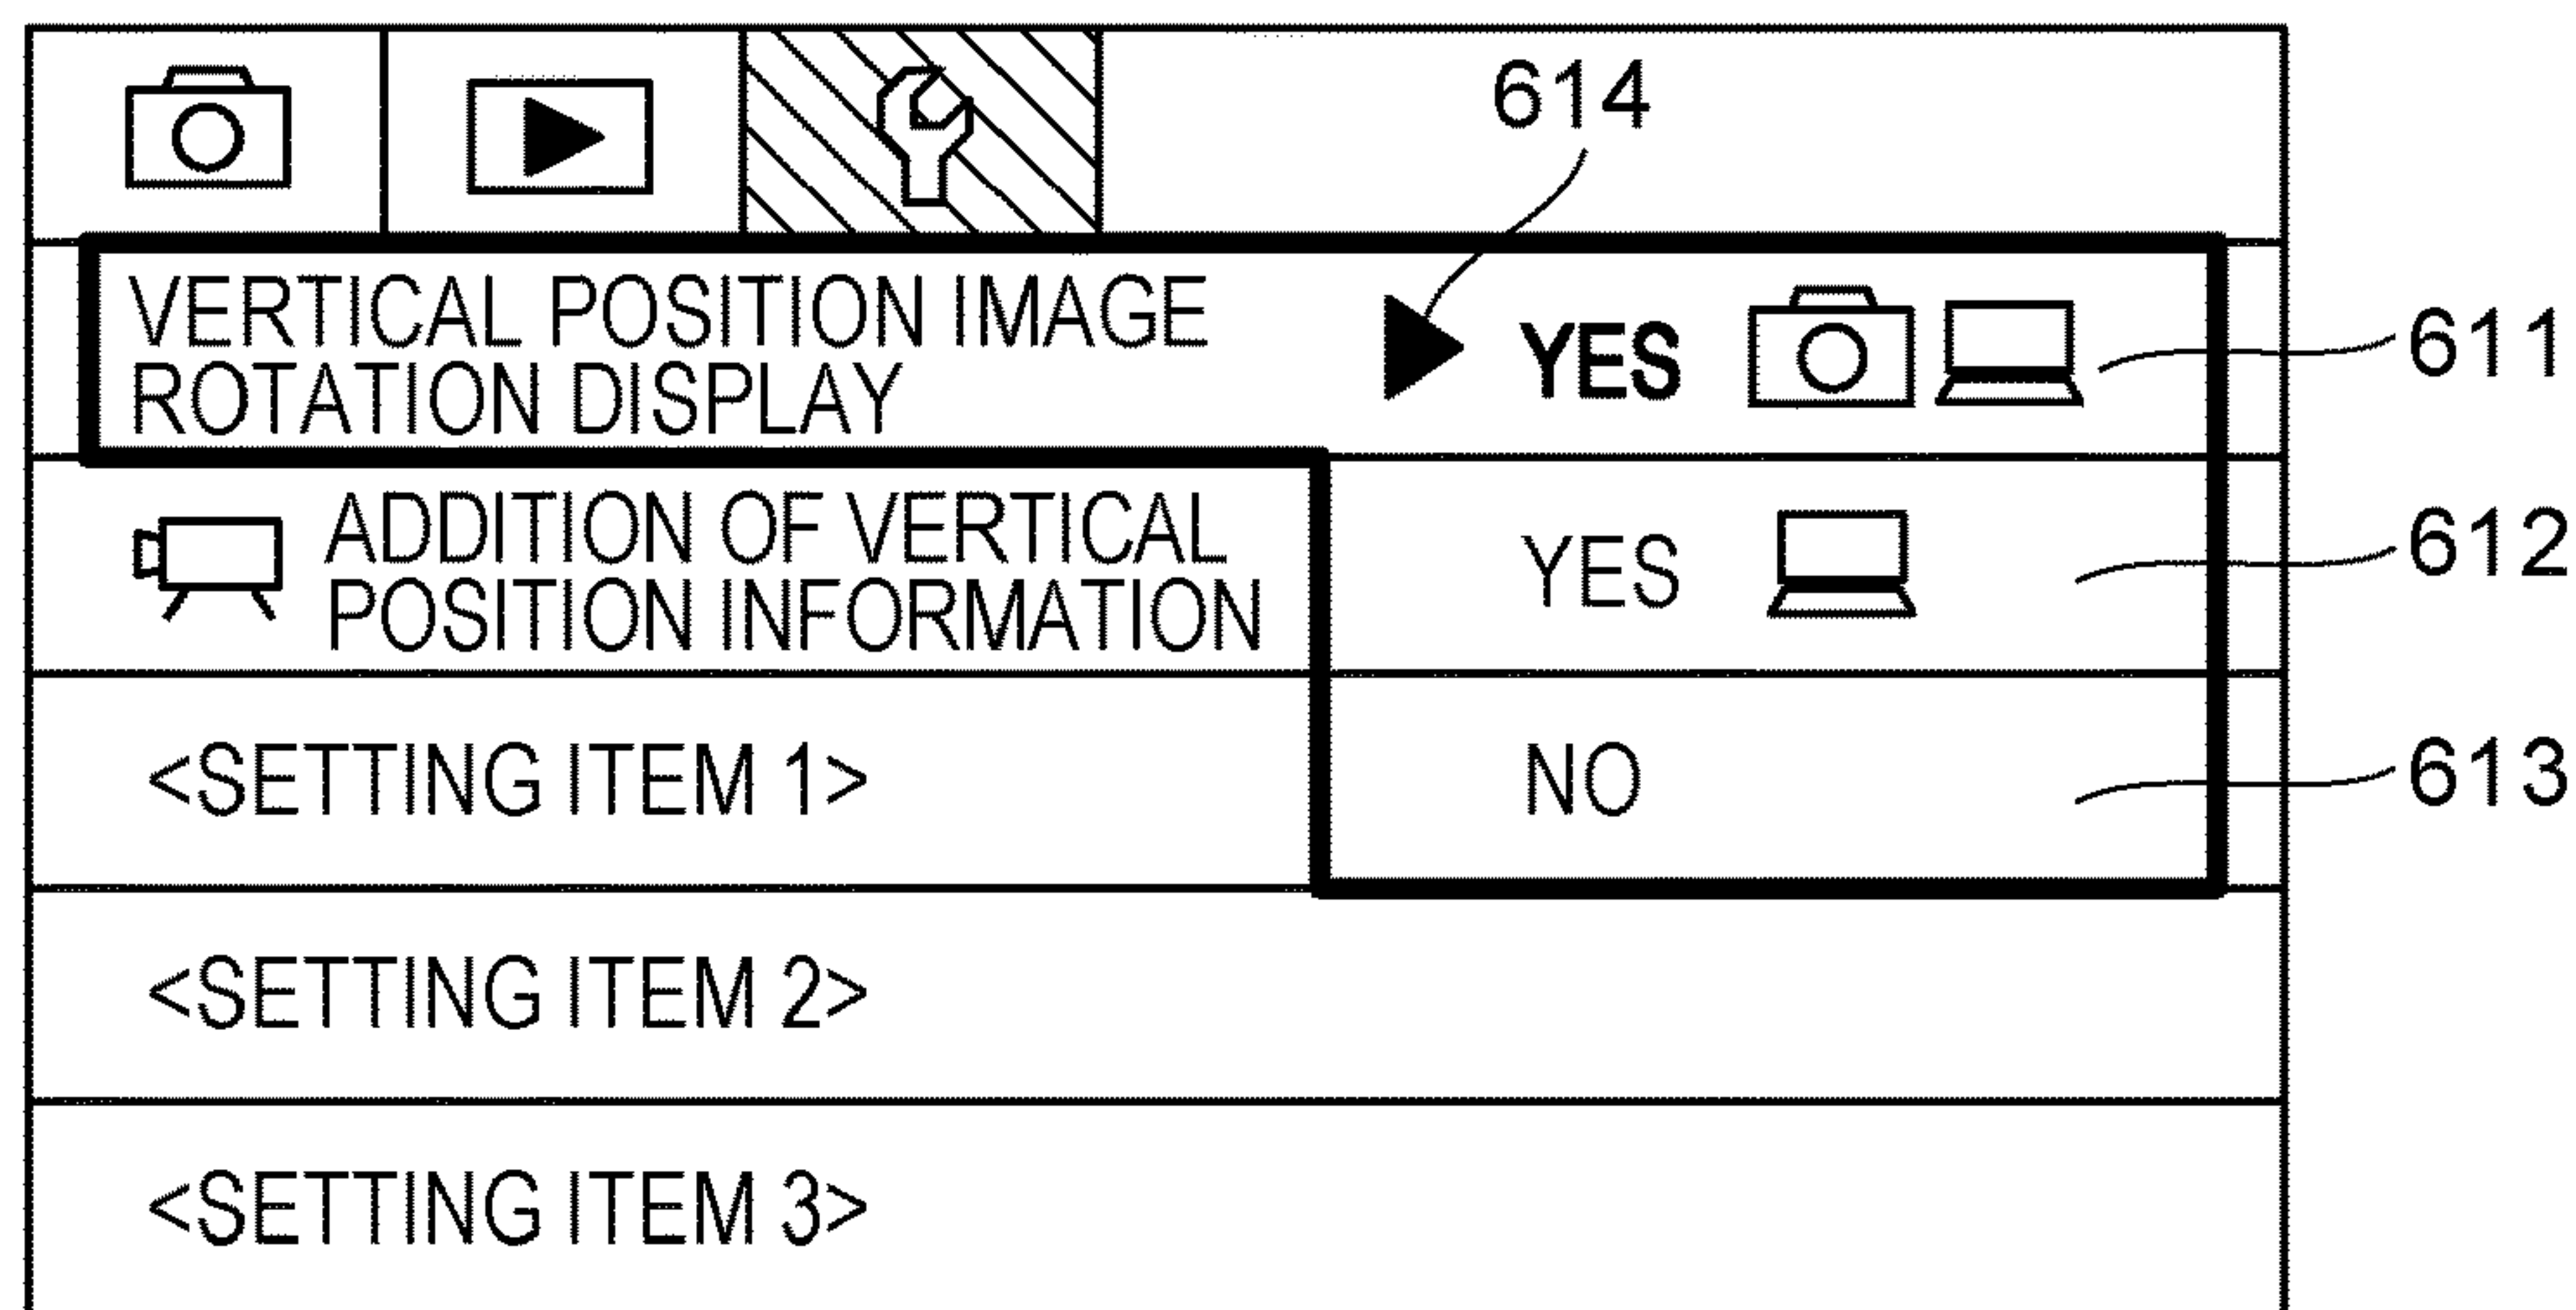 614
VERTICAL POSITION IMAGE
ROTATION DISPLAY
YES
611
ADDITION OF VERTICAL
POSITION INFORMATION
YES
612
<SETTING ITEM 1>
NO
613
<SETTING ITEM 2>
<SETTING ITEM 3>